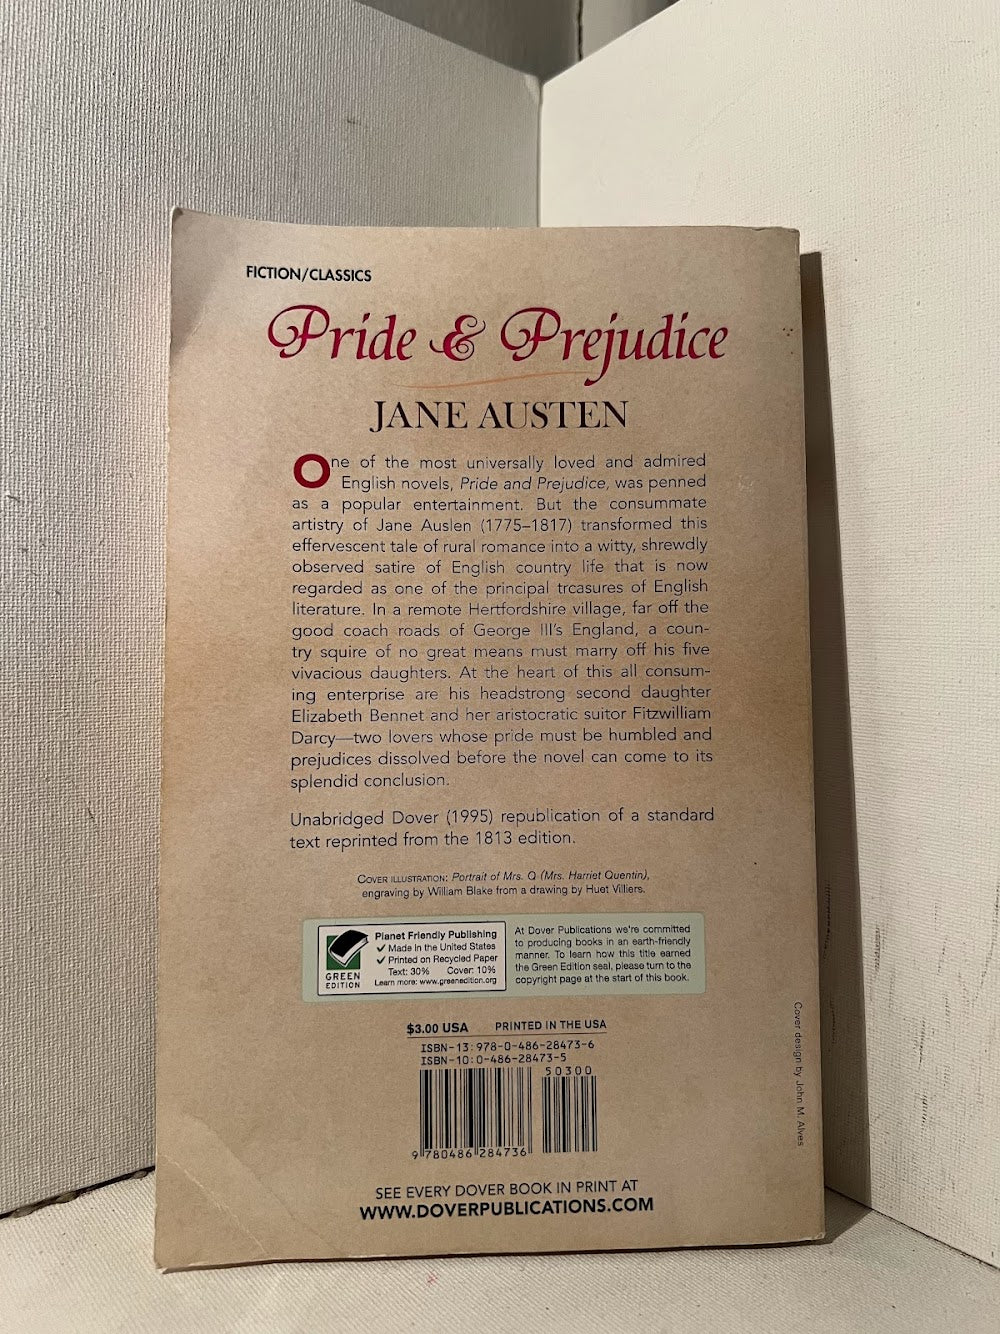 FICTION/CLASSICS
Pride & Prejudice
JANE AUSTEN
One of the most universally loved and admired
English novels, Pride and Prejudice, was penned
as a popular entertainment. But the consummate
artistry of Jane Austen (1775–1817) transformed this
effervescent tale of rural romance into a witty, shrewdly
observed satire of English country life that is now
regarded as one of the principal treasures of English
literature. In a remote Hertfordshire village, far off the
good coach roads of George III's England, a coun-
try squire of no great means must marry off his five
vivacious daughters. At the heart of this all consum-
ing enterprise are his headstrong second daughter
Elizabeth Bennet and her aristocratic suitor Fitzwilliam
Darcy—two lovers whose pride must be humbled and
prejudices dissolved before the novel can come to its
splendid conclusion.
Unabridged Dover (1995) republication of a standard
text reprinted from the 1813 edition.
COVER ILLUSTRATION: Portrait of Mrs. Q (Mrs. Harriet Quentin),
engraving by William Blake from a drawing by Huet Villiers.
GREEN
EDITION
Planet Friendly Publishing
✓ Made in the United States
✓ Printed on Recycled Paper
Text: 30% Cover: 10%
Learn more: www.greenedition.org
At Dover Publications we're committed
to producing books in an earth-friendly
manner. To learn how this title earned
the Green Edition seal, please turn to the
copyright page at the start of this book.
$3.00 USA PRINTED IN THE USA
ISBN-13: 978-0-486-28473-6
ISBN-10: 0-486-28473-5
50300
9 780486 284736
Cover design by John M. Alves
SEE EVERY DOVER BOOK IN PRINT AT
WWW.DOVERPUBLICATIONS.COM